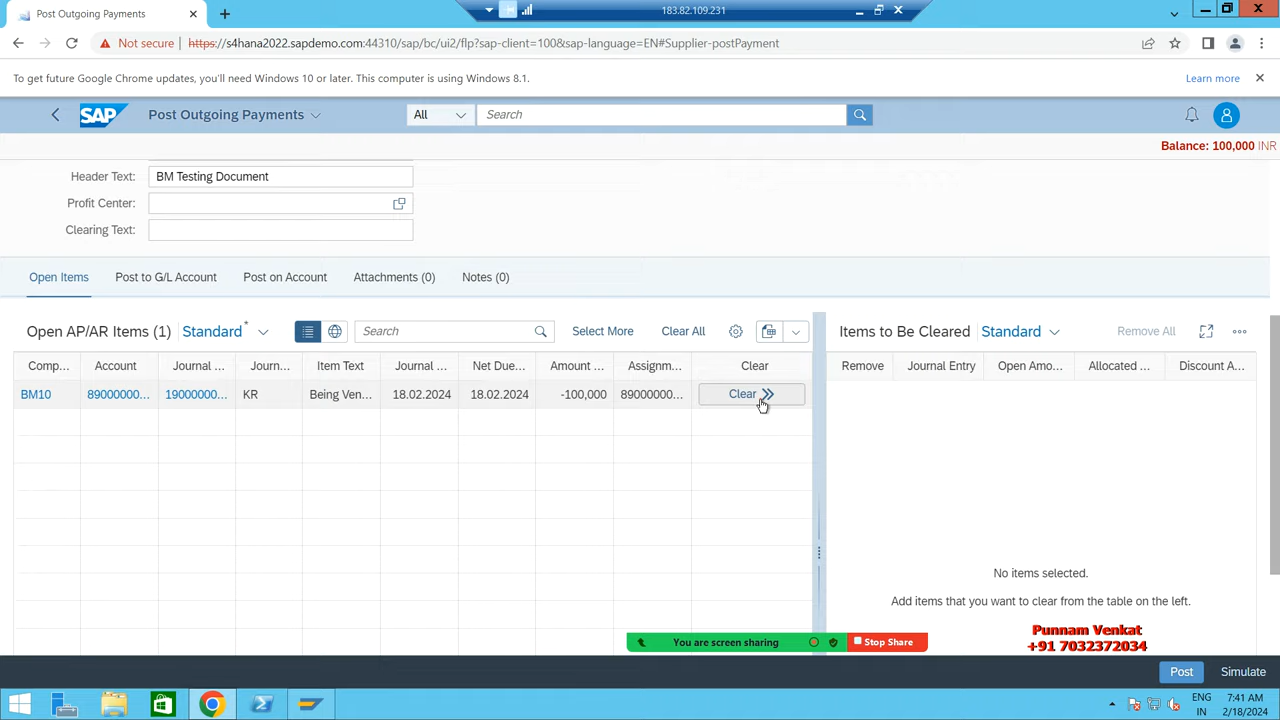 183.82.109.231
Post Outgoing Payments
Not secure https://s4hana2022.sapdemo.com:44310/sap/bc/ui2/flp?sap-client=100&sap-language=EN#Supplier-postPayment
To get future Google Chrome updates, you'll need Windows 10 or later. This computer is using Windows 8.1. Learn more
SAP Post Outgoing Payments All Search
Balance: 100,000 INR
Header Text: BM Testing Document
Profit Center:
Clearing Text:
Open Items Post to G/L Account Post on Account Attachments (0) Notes (0)
Open AP/AR Items (1) Standard* Search Select More Clear All Items to Be Cleared Standard Remove All
Comp... Account Journal ... Journ... Item Text Journal ... Net Due... Amount ... Assignm... Clear Remove Journal Entry Open Amo... Allocated ... Discount A...
BM10 89000000... 19000000... KR Being Ven... 18.02.2024 18.02.2024 -100,000 89000000... Clear
No items selected.
Add items that you want to clear from the table on the left.
Punnam Venkat
+91 7032372034
You are screen sharing Stop Share
Post Simulate
ENG 7:41 AM
IN 2/18/2024